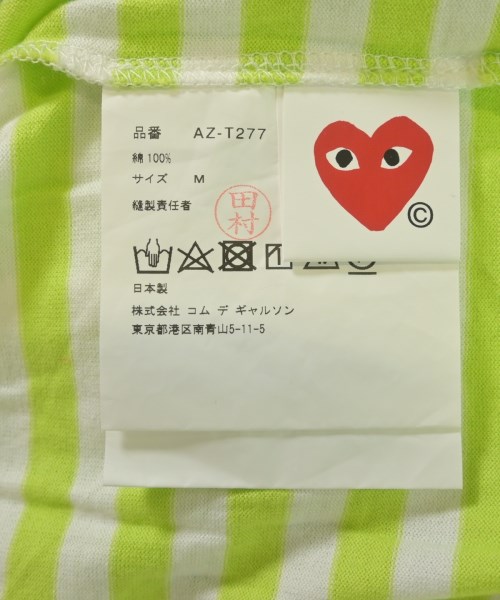 品番 AZ-T277
綿 100%
サイズ M
縫製責任者
田村
日本製
株式会社 コム デ ギャルソン
東京都港区南青山5-11-5
©